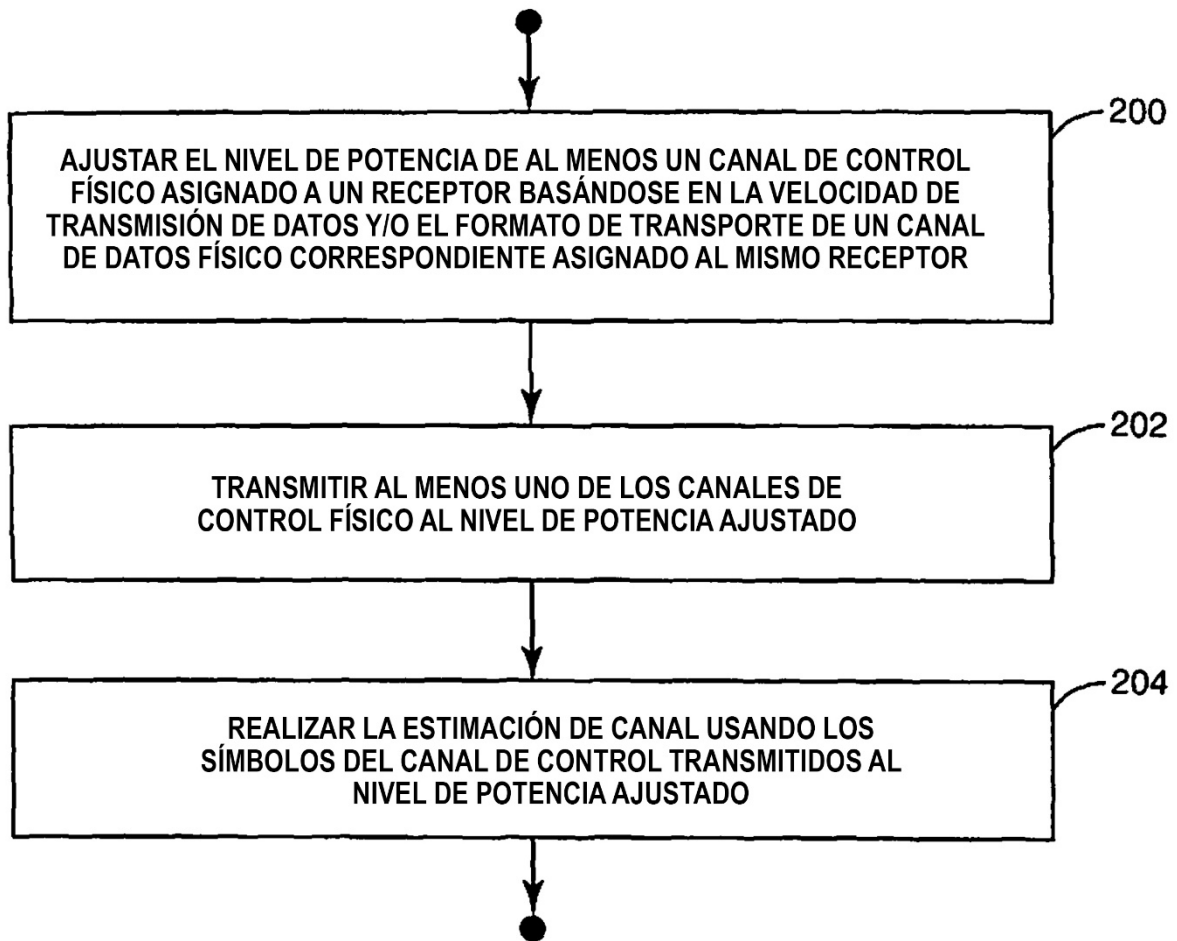 200
AJUSTAR EL NIVEL DE POTENCIA DE AL MENOS UN CANAL DE CONTROL
FÍSICO ASIGNADO A UN RECEPTOR BASÁNDOSE EN LA VELOCIDAD DE
TRANSMISIÓN DE DATOS Y/O EL FORMATO DE TRANSPORTE DE UN CANAL
DE DATOS FÍSICO CORRESPONDIENTE ASIGNADO AL MISMO RECEPTOR
202
TRANSMITIR AL MENOS UNO DE LOS CANALES DE
CONTROL FÍSICO AL NIVEL DE POTENCIA AJUSTADO
204
REALIZAR LA ESTIMACIÓN DE CANAL USANDO LOS
SÍMBOLOS DEL CANAL DE CONTROL TRANSMITIDOS AL
NIVEL DE POTENCIA AJUSTADO